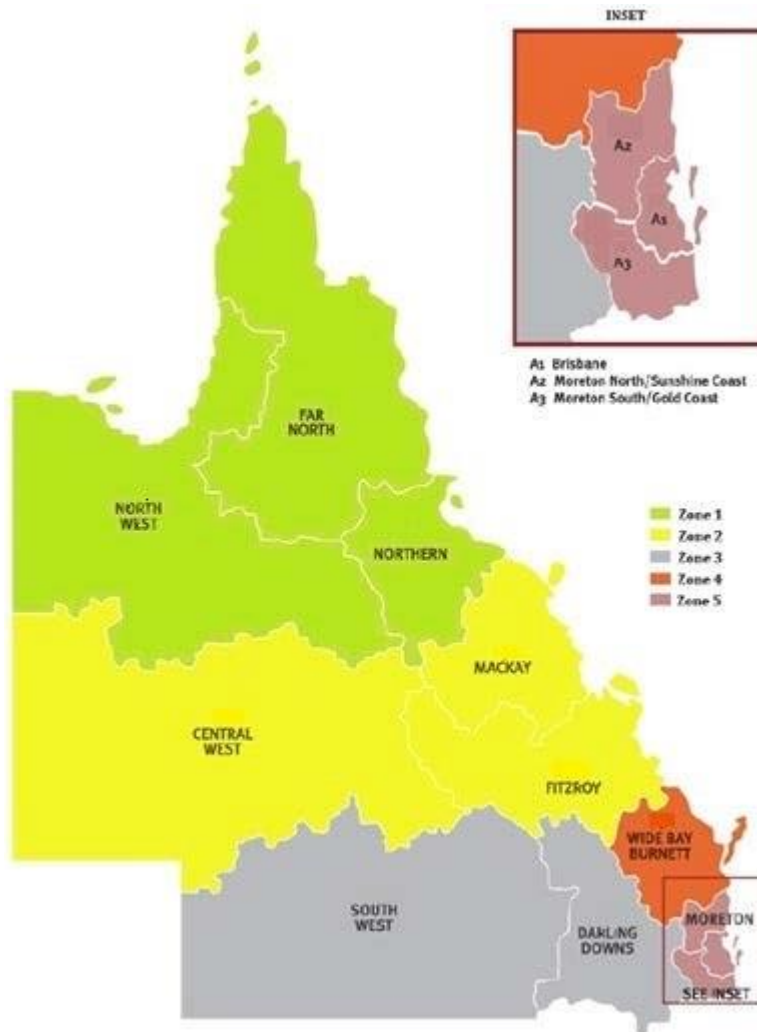 INSET
A2
A1
A3
A1 Brisbane
A2 Moreton North/Sunshine Coast
A3 Moreton South/Gold Coast
FAR
NORTH
NORTH
WEST
NORTHERN
Zone 1
Zone 2
Zone 3
Zone 4
Zone 5
MACKAY
CENTRAL
WEST
FITZROY
WIDE BAY
BURNETT
SOUTH
WEST
DARLING
DOWNS
MORETON
SEE INSET